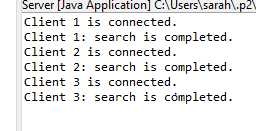 Server [Java Application] C:\Users\sarah\.p2\
Client 1 is connected.
Client 1: search is completed.
Client 2 is connected.
Client 2: search is completed.
Client 3 is connected.
Client 3: search is completed.